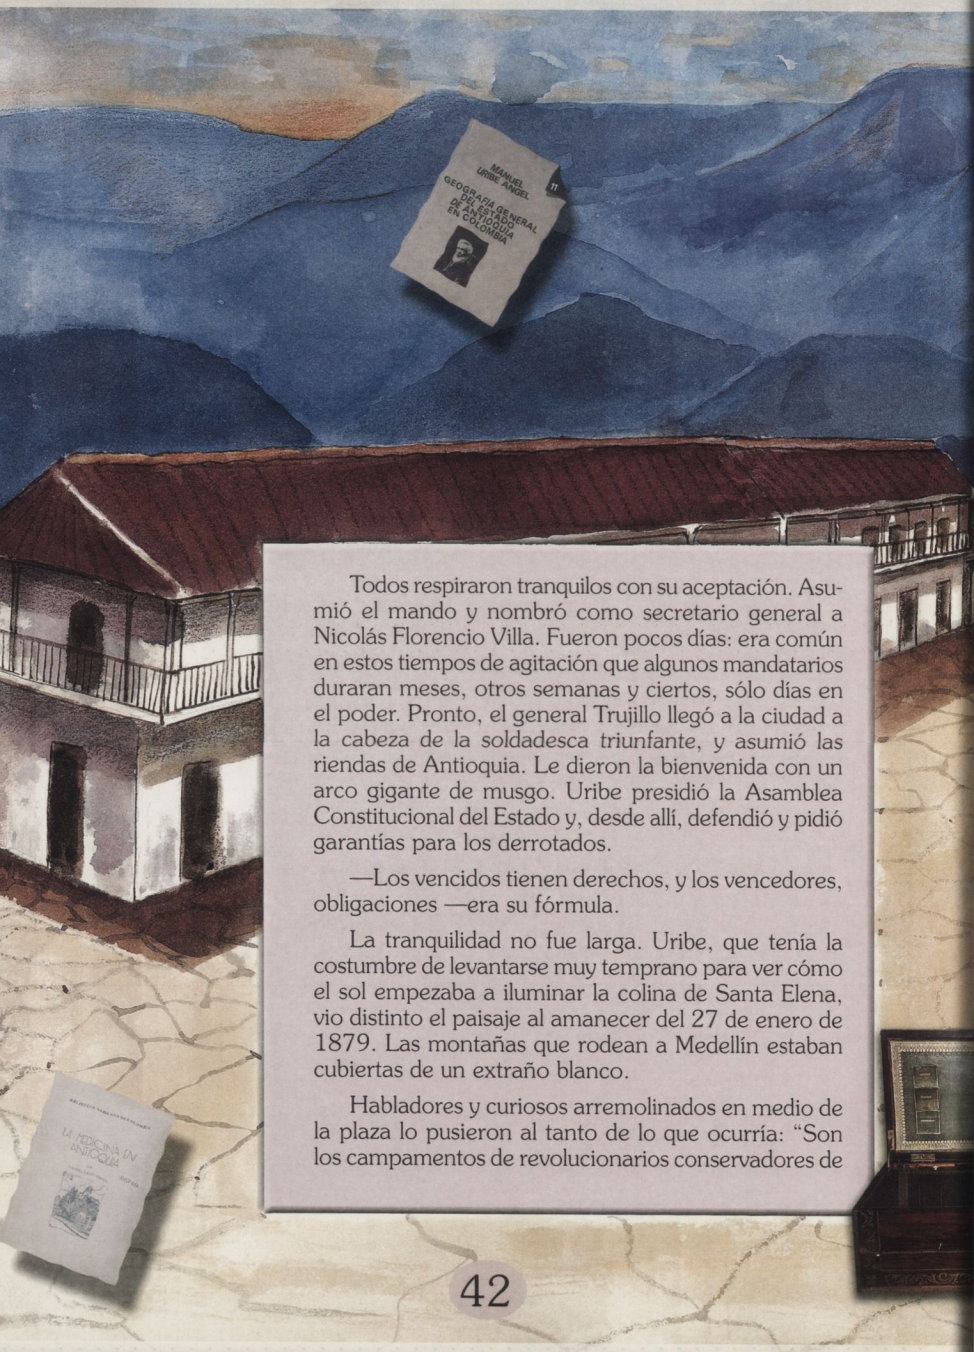 MANUEL
URIBE ANGEL
11
GEOGRAFIA GENERAL
DEL ESTADO
DE ANTIOQUIA
EN COLOMBIA
Todos respiraron tranquilos con su aceptación. Asu-
mió el mando y nombró como secretario general a
Nicolás Florencio Villa. Fueron pocos días: era común
en estos tiempos de agitación que algunos mandatarios
duraran meses, otros semanas y ciertos, sólo días en
el poder. Pronto, el general Trujillo llegó a la ciudad a
la cabeza de la soldadesca triunfante, y asumió las
riendas de Antioquia. Le dieron la bienvenida con un
arco gigante de musgo. Uribe presidió la Asamblea
Constitucional del Estado y, desde allí, defendió y pidió
garantías para los derrotados.
—Los vencidos tienen derechos, y los vencedores,
obligaciones —era su fórmula.
La tranquilidad no fue larga. Uribe, que tenía la
costumbre de levantarse muy temprano para ver cómo
el sol empezaba a iluminar la colina de Santa Elena,
vio distinto el paisaje al amanecer del 27 de enero de
1879. Las montañas que rodean a Medellín estaban
cubiertas de un extraño blanco.
Habladores y curiosos arremolinados en medio de
la plaza lo pusieron al tanto de lo que ocurría: “Son
los campamentos de revolucionarios conservadores de
LA MEDICINA EN
ANTIOQUIA
42